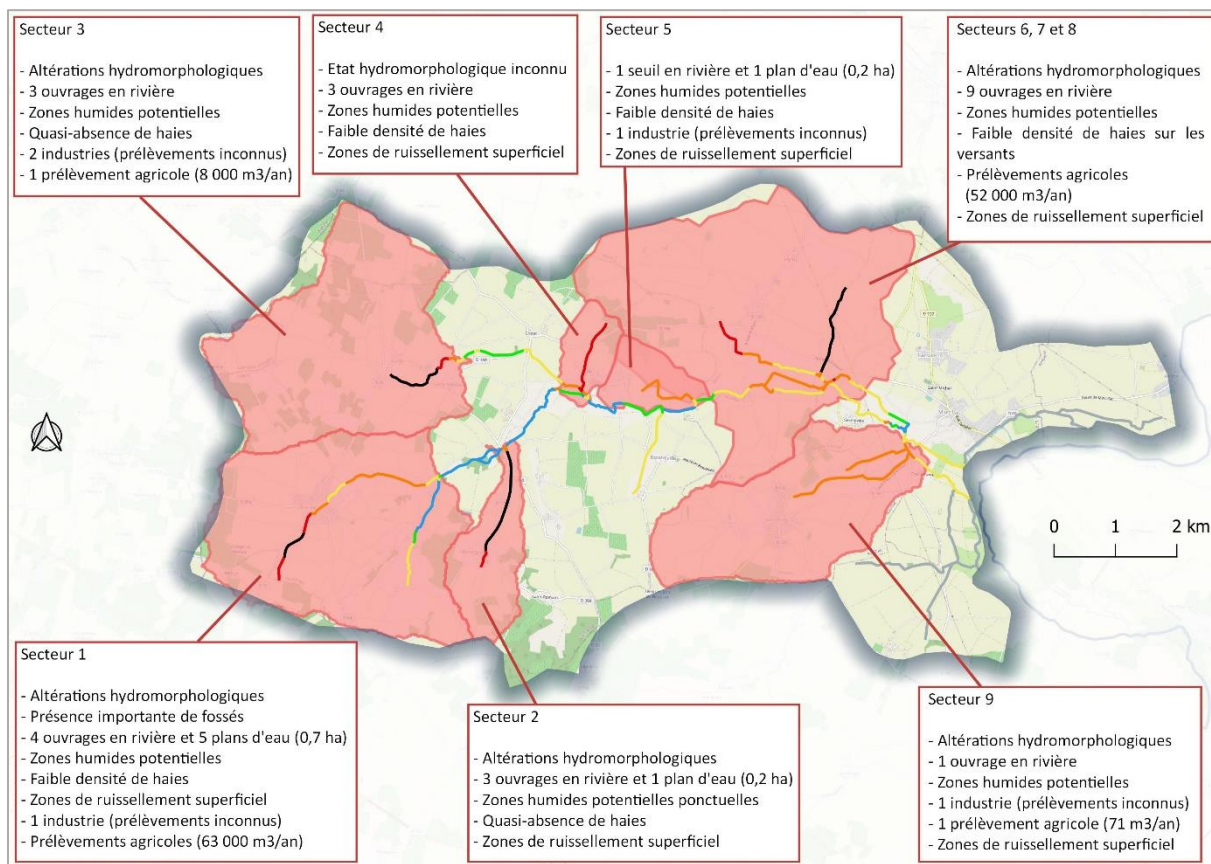 Secteur 3
- Altérations hydromorphologiques
- 3 ouvrages en rivière
- Zones humides potentielles
- Quasi-absence de haies
- 2 industries (prélèvements inconnus)
- 1 prélèvement agricole (8 000 m3/an)
Secteur 4
- Etat hydromorphologique inconnu
- 3 ouvrages en rivière
- Zones humides potentielles
- Faible densité de haies
- Zones de ruissellement superficiel
Secteur 5
- 1 seuil en rivière et 1 plan d'eau (0,2 ha)
- Zones humides potentielles
- Faible densité de haies
- 1 industrie (prélèvements inconnus)
- Zones de ruissellement superficiel
Secteurs 6, 7 et 8
- Altérations hydromorphologiques
- 9 ouvrages en rivière
- Zones humides potentielles
- Faible densité de haies sur les
versants
- Prélèvements agricoles
(52 000 m3/an)
- Zones de ruissellement superficiel
0 1 2 km
Secteur 1
- Altérations hydromorphologiques
- Présence importante de fossés
- 4 ouvrages en rivière et 5 plans d'eau (0,7 ha)
- Zones humides potentielles
- Faible densité de haies
- Zones de ruissellement superficiel
- 1 industrie (prélèvements inconnus)
- Prélèvements agricoles (63 000 m3/an)
Secteur 2
- Altérations hydromorphologiques
- 3 ouvrages en rivière et 1 plan d'eau (0,2 ha)
- Zones humides potentielles ponctuelles
- Quasi-absence de haies
- Zones de ruissellement superficiel
Secteur 9
- Altérations hydromorphologiques
- 1 ouvrage en rivière
- Zones humides potentielles
- 1 industrie (prélèvements inconnus)
- 1 prélèvement agricole (71 m3/an)
- Zones de ruissellement superficiel